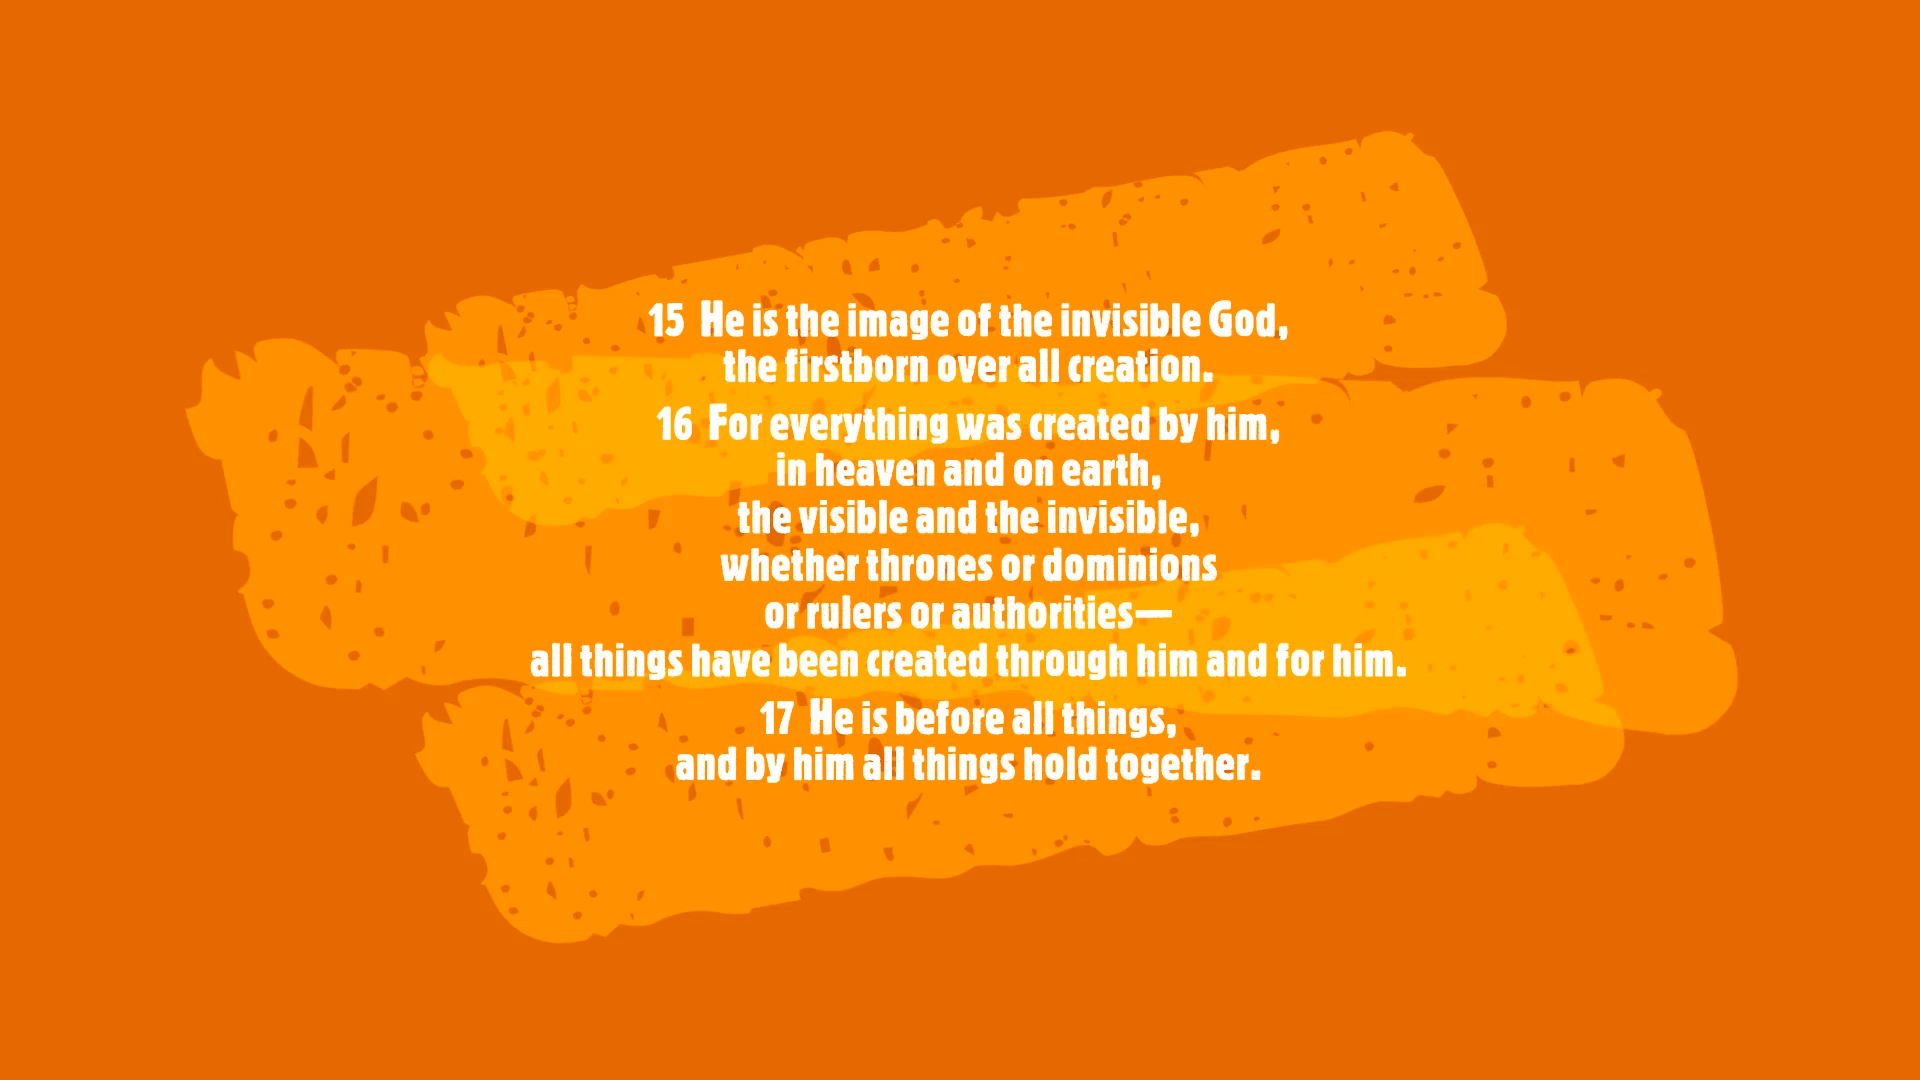 15 He is the image of the invisible God,
the firstborn over all creation.
16 For everything was created by him,
in heaven and on earth,
the visible and the invisible,
whether thrones or dominions
or rulers or authorities—
all things have been created through him and for him.
17 He is before all things,
and by him all things hold together.